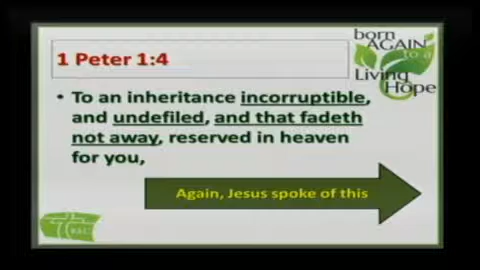 born
AGAIN
to a
Living
Hope
1 Peter 1:4
• To an inheritance incorruptible,
and undefiled, and that fadeth
not away, reserved in heaven
for you,
Again, Jesus spoke of this